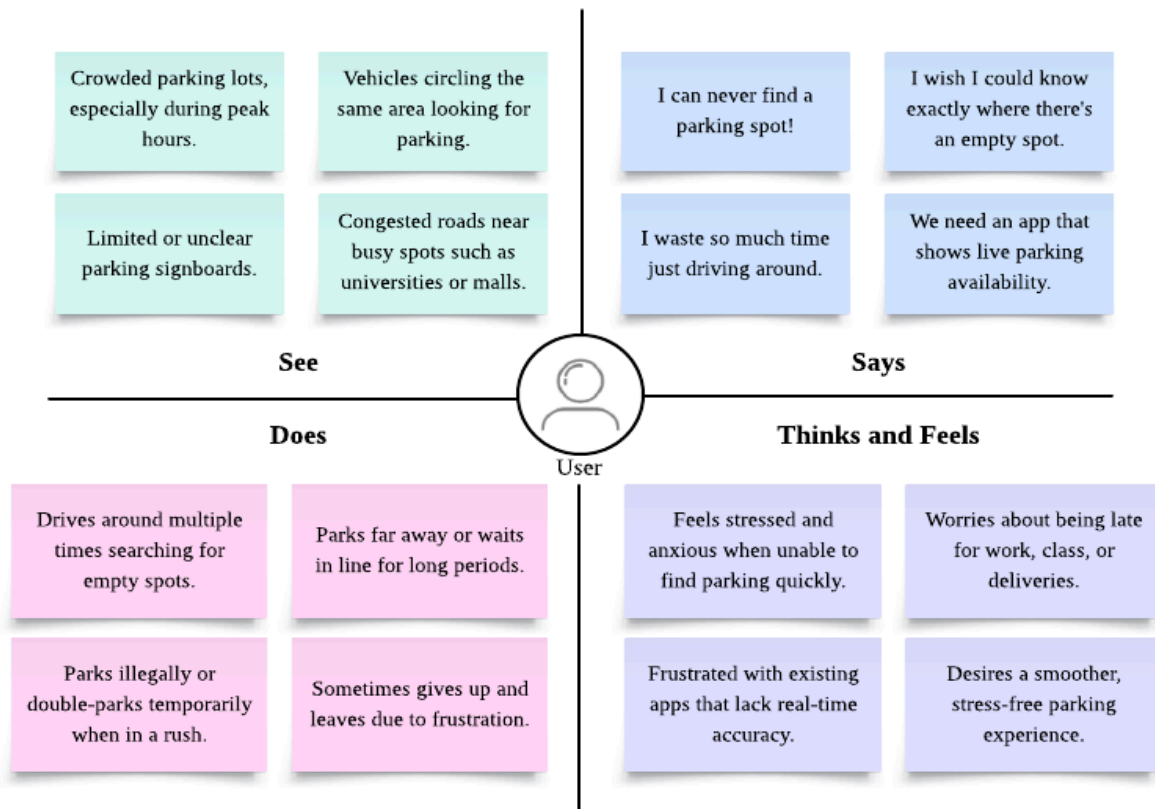 Crowded parking lots,
especially during peak
hours.
Vehicles circling the
same area looking for
parking.
Limited or unclear
parking signboards.
Congested roads near
busy spots such as
universities or malls.
See
I can never find a
parking spot!
I wish I could know
exactly where there's
an empty spot.
I waste so much time
just driving around.
We need an app that
shows live parking
availability.
Says
User
Does
Drives around multiple
times searching for
empty spots.
Parks far away or waits
in line for long periods.
Parks illegally or
double-parks temporarily
when in a rush.
Sometimes gives up and
leaves due to frustration.
Thinks and Feels
Feels stressed and
anxious when unable to
find parking quickly.
Worries about being late
for work, class, or
deliveries.
Frustrated with existing
apps that lack real-time
accuracy.
Desires a smoother,
stress-free parking
experience.